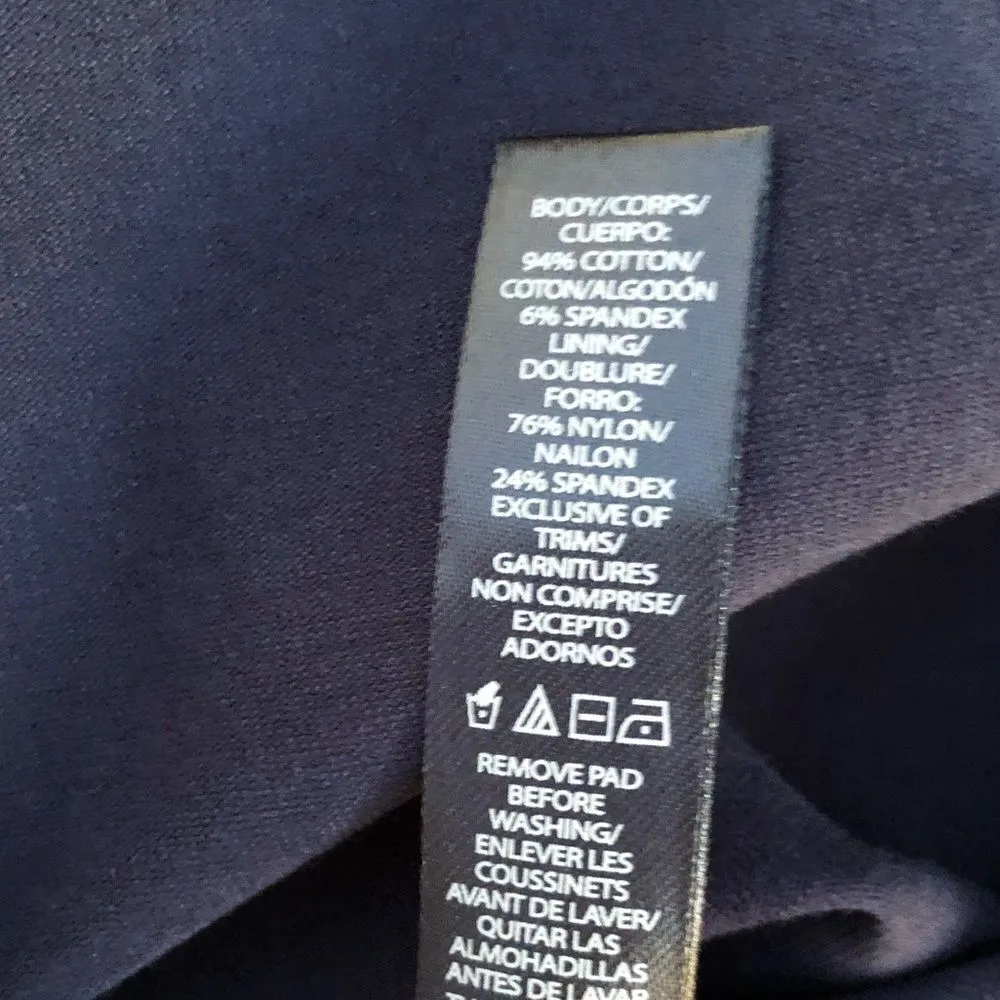 BODY/CORPS/
CUERPO:
94% COTTON/
COTON/ALGODÓN
6% SPANDEX
LINING/
DOUBLURE/
FORRO:
76% NYLON/
NAILON
24% SPANDEX
EXCLUSIVE OF
TRIMS/
GARNITURES
NON COMPRISE/
EXCEPTO
ADORNOS
REMOVE PAD
BEFORE
WASHING/
ENLEVER LES
COUSSINETS
AVANT DE LAVER/
QUITAR LAS
ALMOHADILLAS
ANTES DE LAVAR